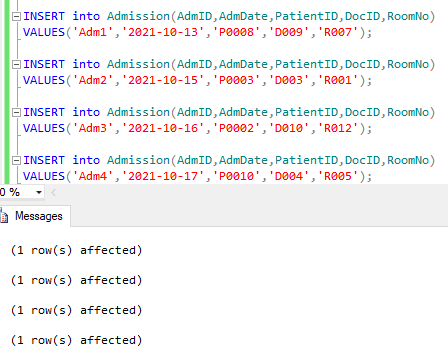 INSERT into Admission(AdmID,AdmDate,PatientID,DocID,RoomNo)
VALUES('Adm1','2021-10-13','P0008','D009','R007');
INSERT into Admission(AdmID,AdmDate,PatientID,DocID,RoomNo)
VALUES('Adm2','2021-10-15','P0003','D003','R001');
INSERT into Admission(AdmID,AdmDate,PatientID,DocID,RoomNo)
VALUES('Adm3','2021-10-16','P0002','D010','R012');
INSERT into Admission(AdmID,AdmDate,PatientID,DocID,RoomNo)
VALUES('Adm4','2021-10-17','P0010','D004','R005');
0 %
Messages
(1 row(s) affected)
(1 row(s) affected)
(1 row(s) affected)
(1 row(s) affected)